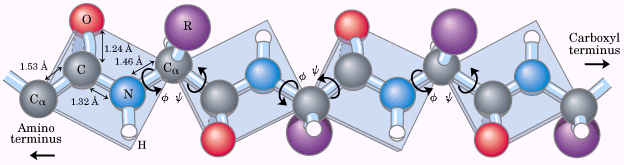 O
R
1.24 Å
1.46 Å
1.53 Å
C
Cα
Cα
1.32 Å
N
ϕ
ψ
H
Amino
terminus
ϕ
ψ
ϕ
ψ
Carboxyl
terminus